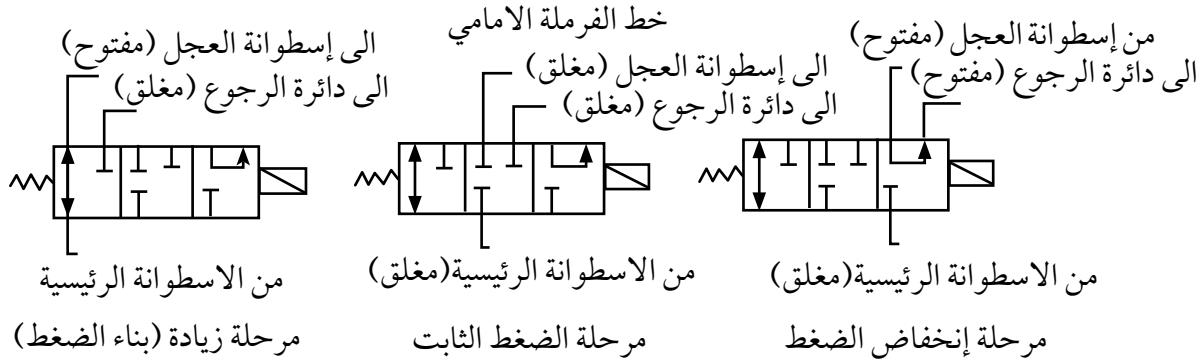 خط الفرملة الامامي
من إسطوانة العجل (مفتوح)
الى دائرة الرجوع (مفتوح)
الى إسطوانة العجل (مغلق)
الى دائرة الرجوع (مغلق)
الى إسطوانة العجل (مفتوح)
الى دائرة الرجوع (مغلق)
من الاسطوانة الرئيسية(مغلق)
من الاسطوانة الرئيسية(مغلق)
من الاسطوانة الرئيسية
مرحلة إنخفاض الضغط
مرحلة الضغط الثابت
مرحلة زيادة (بناء الضغط)